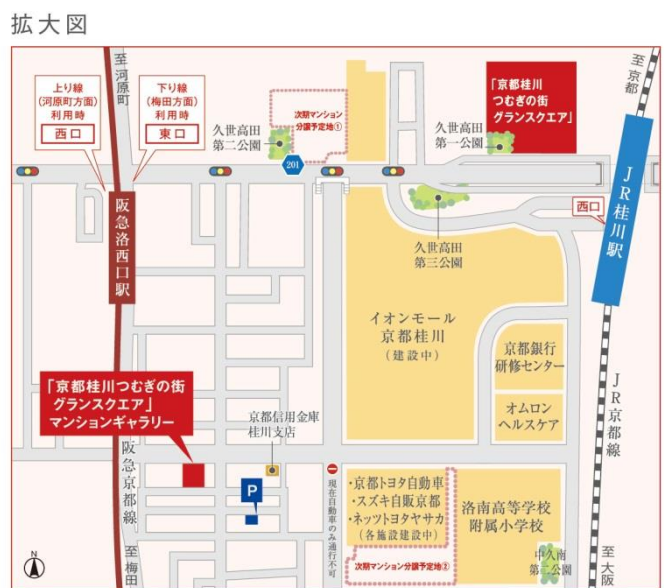 拡大図
至河原町
上り線
(河原町方面)
利用時
西口
下り線
(梅田方面)
利用時
東口
次期マンション
分譲予定地①
久世高田
第二公園
201
久世高田
第一公園
「京都桂川
つむぎの街
グランスクエア」
至京都
JR桂川駅
西口
久世高田
第三公園
阪急洛西口駅
イオンモール
京都桂川
(建設中)
京都銀行
研修センター
オムロン
ヘルスケア
JR京都線
「京都桂川つむぎの街
グランスクエア」
マンションギャラリー
京都信用金庫
桂川支店
阪急京都線
P
現在自動車のみ通行不可
・京都トヨタ自動車
・スズキ自販京都
・ネッツトヨタヤサカ
(各施設建設中)
次期マンション分譲予定地②
洛南高等学校
附属小学校
中久南
第二公園
至大阪
至梅田
N